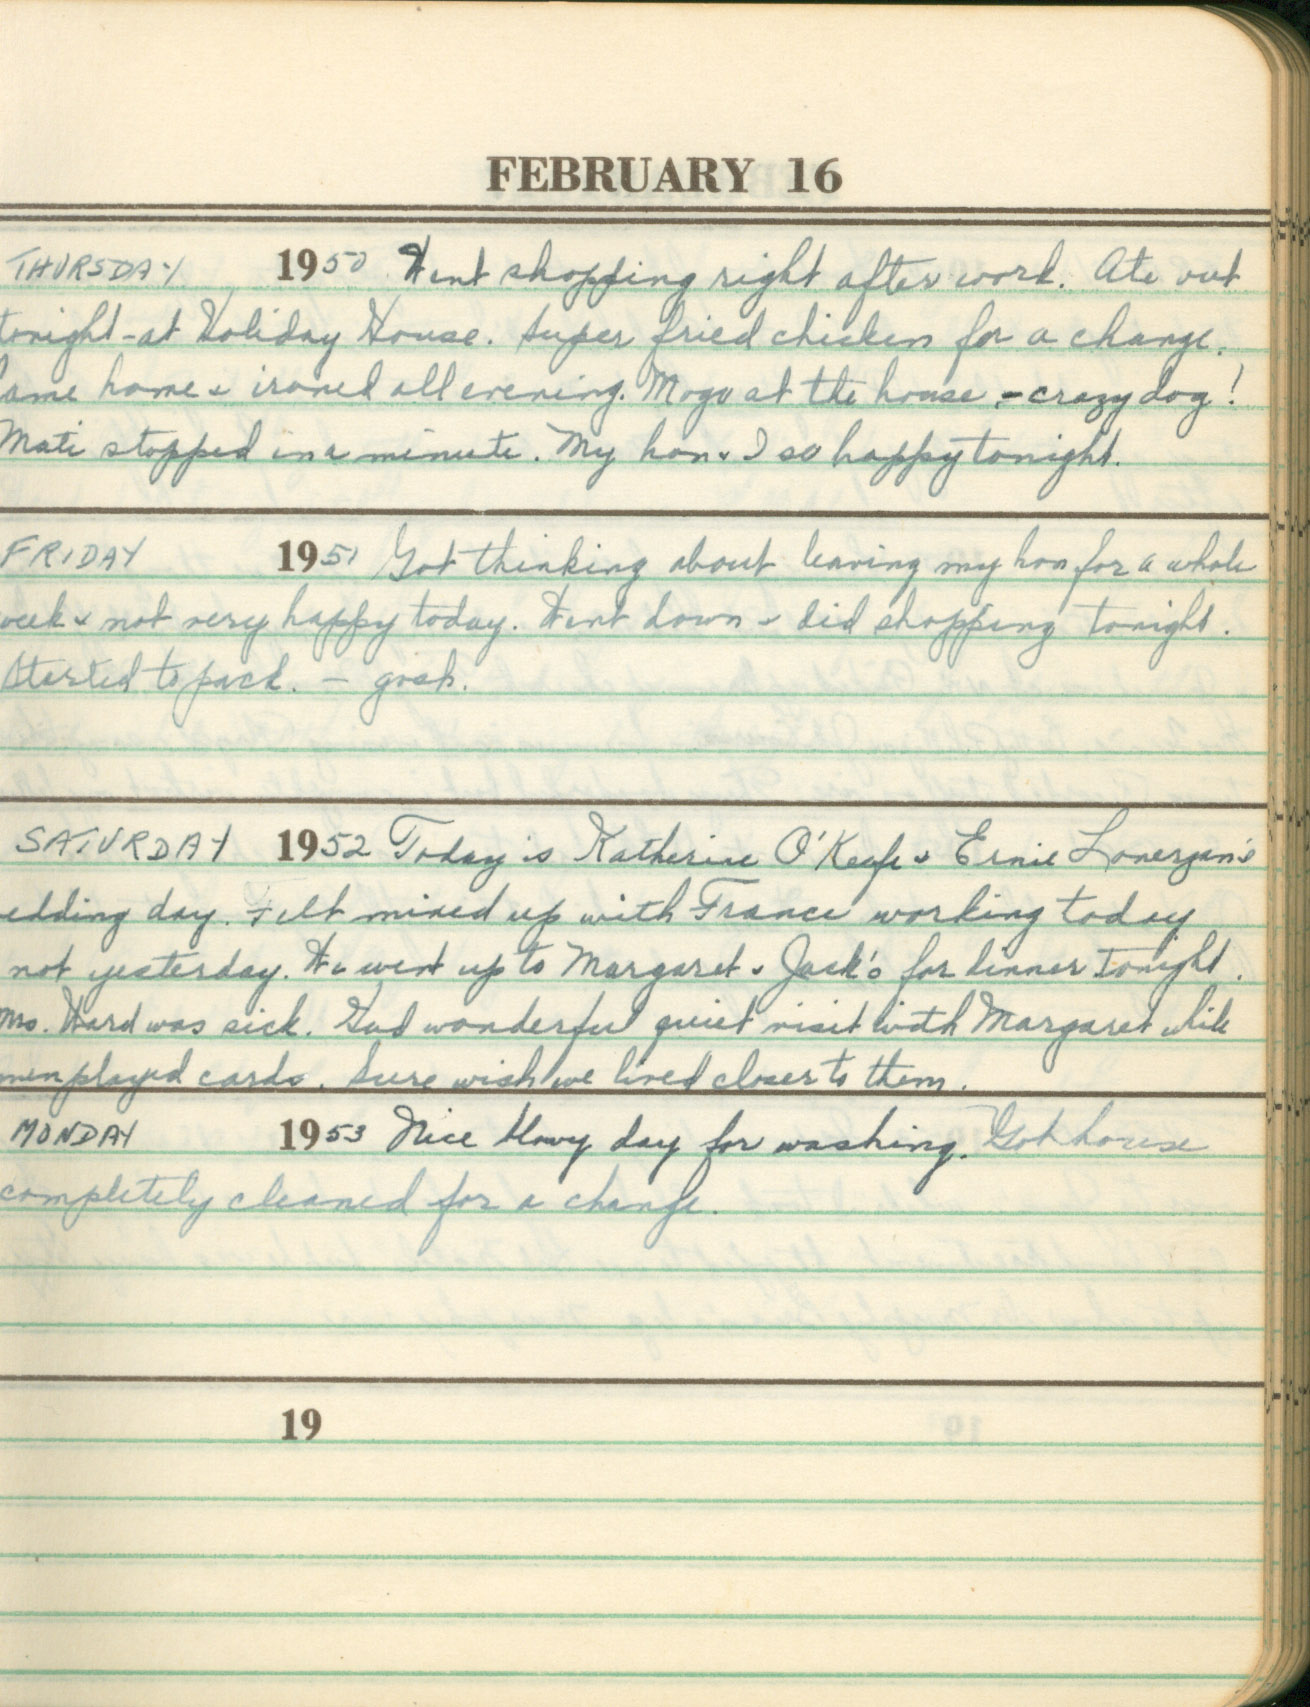 FEBRUARY 16
THURSDAY 1950 Went shopping right after work. Ate out
tonight - at Holiday House. Super fried chicken for a change.
ame home & ironed all evening. Mogo at the house - crazy dog!
Mati stopped in a minute. My hon & I so happy tonight.
FRIDAY 1951 Got thinking about leaving my hon for a whole
week & not very happy today. Went down & did shopping tonight.
Started to pack. - gosh.
SATURDAY 1952 Today is Katherine O'Keefe & Ernie Lonergan's
edding day. Felt mixed up with France working today
not yesterday. We went up to Margaret & Jack's for dinner tonight.
Mrs. Ward was sick. Had wonderful quiet visit with Margaret while
men played cards. Sure wish we lived closer to them.
MONDAY 1953 Nice blowy day for washing. Got house
completely cleaned for a change.
19